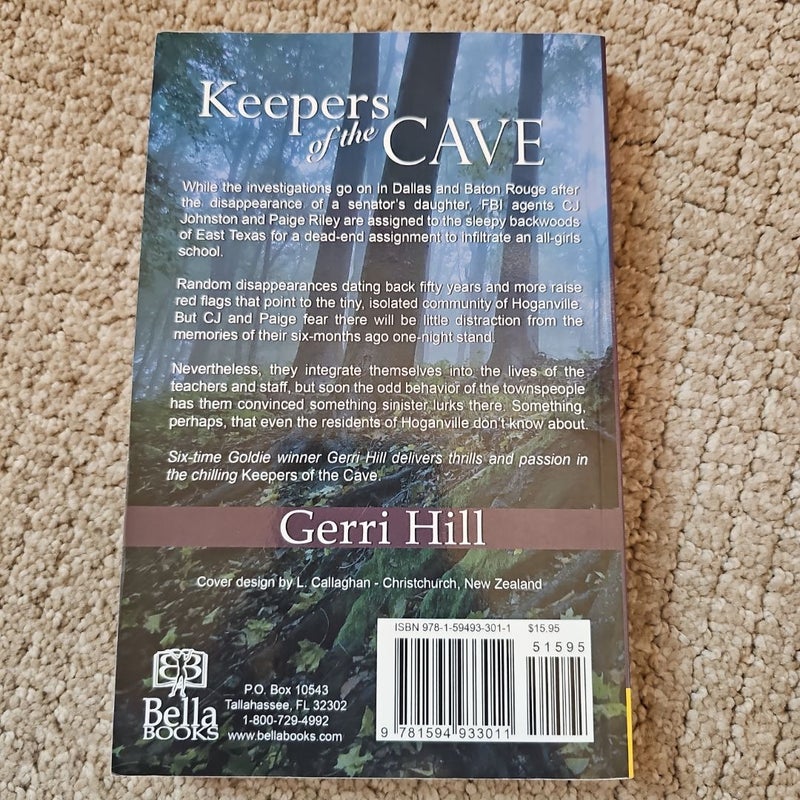 Keepers
of the CAVE
While the investigations go on in Dallas and Baton Rouge after
the disappearance of a senator's daughter, FBI agents CJ
Johnston and Paige Riley are assigned to the sleepy backwoods
of East Texas for a dead-end assignment to infiltrate an all-girls
school.
Random disappearances dating back fifty years and more raise
red flags that point to the tiny, isolated community of Hoganville.
But CJ and Paige fear there will be little distraction from the
memories of their six-months ago one-night stand.
Nevertheless, they integrate themselves into the lives of the
teachers and staff, but soon the odd behavior of the townspeople
has them convinced something sinister lurks there. Something,
perhaps, that even the residents of Hoganville don't know about.
Six-time Goldie winner Gerri Hill delivers thrills and passion in
the chilling Keepers of the Cave.
Gerri Hill
Cover design by L. Callaghan - Christchurch, New Zealand
ISBN 978-1-59493-301-1 $15.95
51595
9 781594 933011
Bella
BOOKS
P.O. Box 10543
Tallahassee, FL 32302
1-800-729-4992
www.bellabooks.com